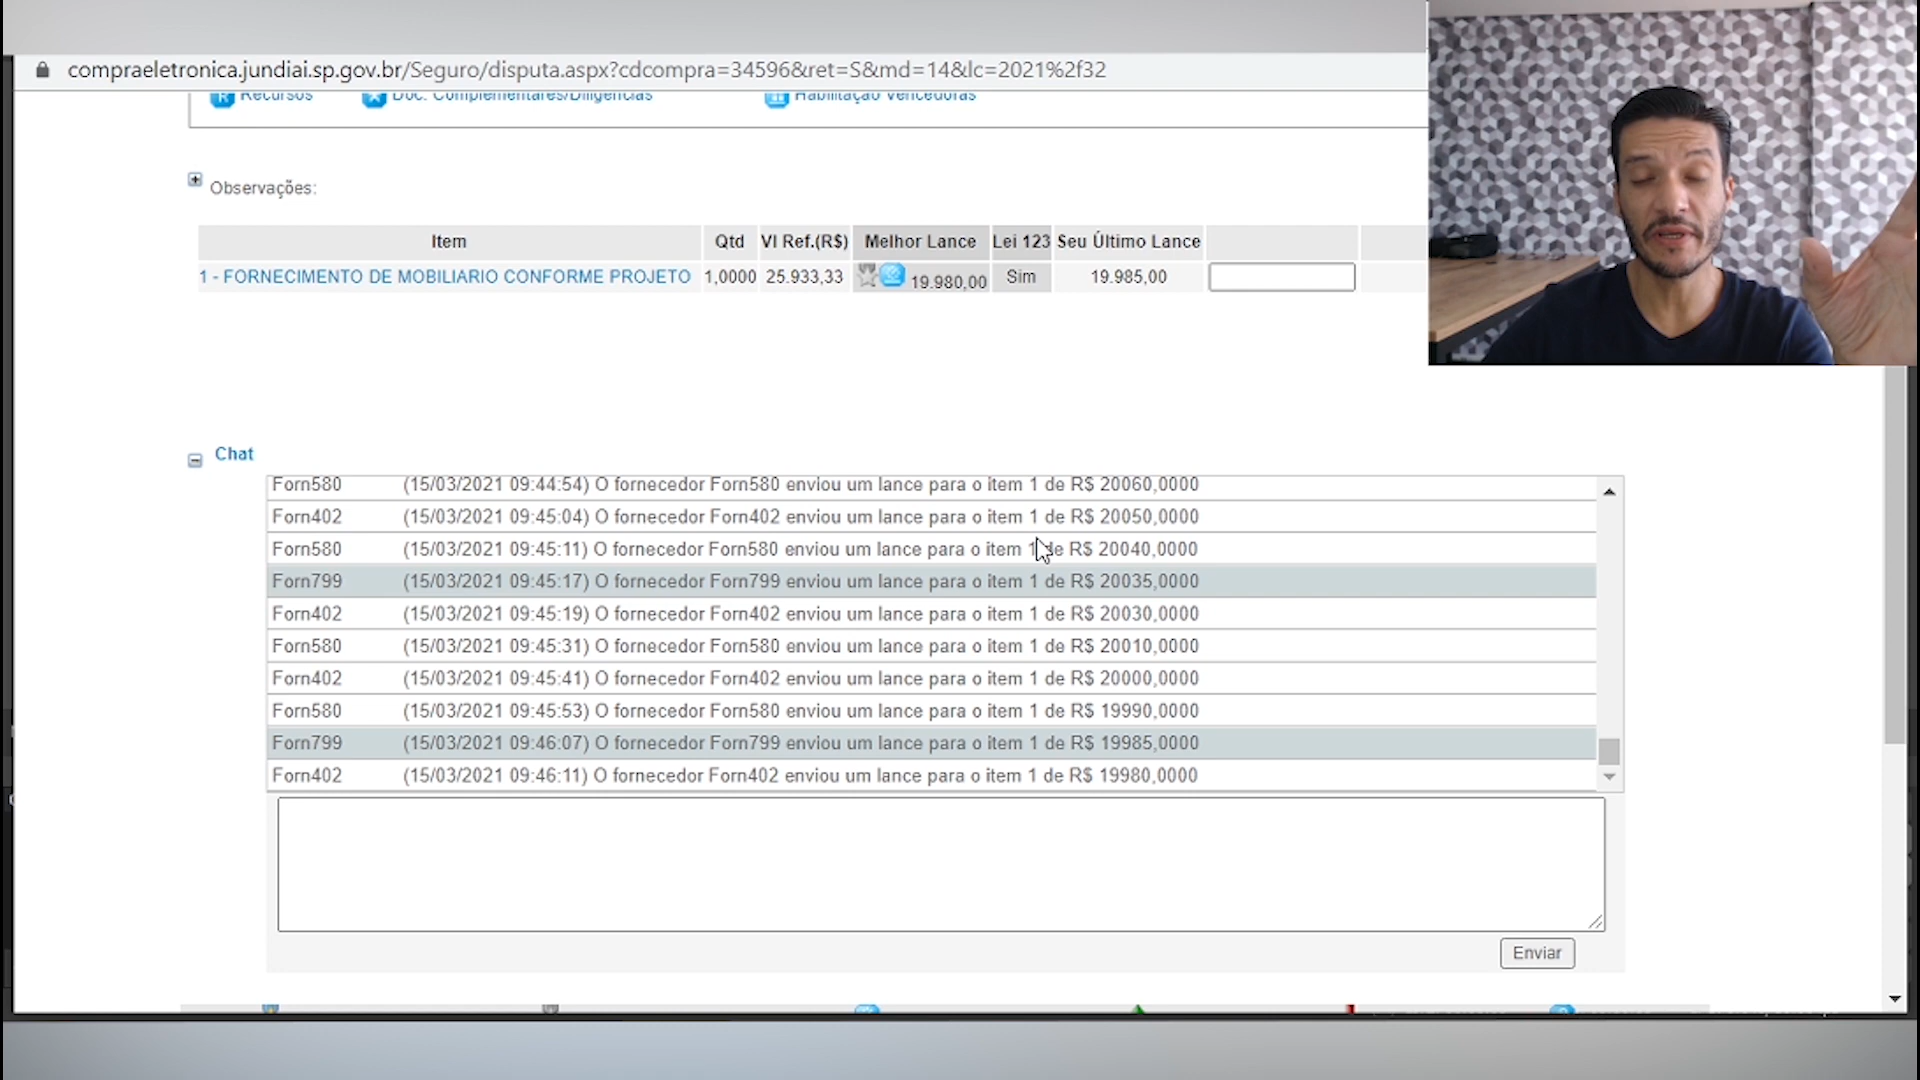 compraeletronica.jundiai.sp.gov.br/Seguro/disputa.aspx?cdcompra=34596&ret=S&md=14&lc=2021%2f32
Recursos Doc. Complementares/Diligências Habilitação Vencedoras
Observações:
Item Qtd Vl Ref.(R$) Melhor Lance Lei 123 Seu Último Lance
1 - FORNECIMENTO DE MOBILIARIO CONFORME PROJETO 1,0000 25.933,33 19.980,00 Sim 19.985,00
Chat
Forn580 (15/03/2021 09:44:54) O fornecedor Forn580 enviou um lance para o item 1 de R$ 20060,0000
Forn402 (15/03/2021 09:45:04) O fornecedor Forn402 enviou um lance para o item 1 de R$ 20050,0000
Forn580 (15/03/2021 09:45:11) O fornecedor Forn580 enviou um lance para o item 1 de R$ 20040,0000
Forn799 (15/03/2021 09:45:17) O fornecedor Forn799 enviou um lance para o item 1 de R$ 20035,0000
Forn402 (15/03/2021 09:45:19) O fornecedor Forn402 enviou um lance para o item 1 de R$ 20030,0000
Forn580 (15/03/2021 09:45:31) O fornecedor Forn580 enviou um lance para o item 1 de R$ 20010,0000
Forn402 (15/03/2021 09:45:41) O fornecedor Forn402 enviou um lance para o item 1 de R$ 20000,0000
Forn580 (15/03/2021 09:45:53) O fornecedor Forn580 enviou um lance para o item 1 de R$ 19990,0000
Forn799 (15/03/2021 09:46:07) O fornecedor Forn799 enviou um lance para o item 1 de R$ 19985,0000
Forn402 (15/03/2021 09:46:11) O fornecedor Forn402 enviou um lance para o item 1 de R$ 19980,0000
Enviar